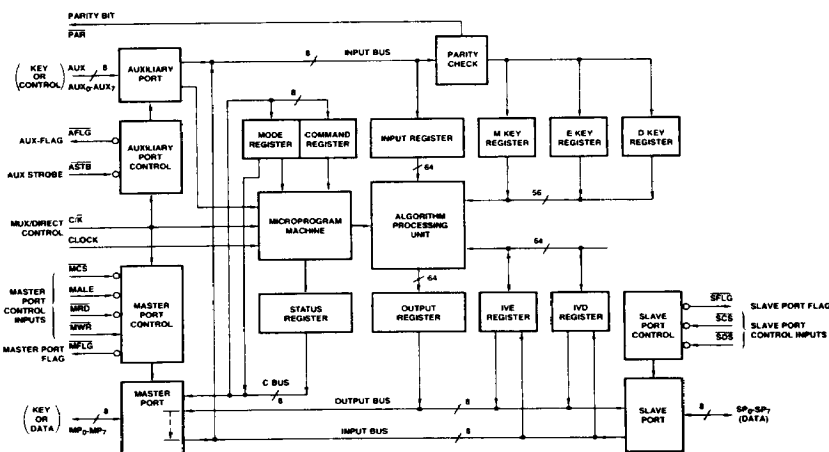 PARITY BIT
PAR
8
INPUT BUS
PARITY
CHECK
(KEY
OR
CONTROL)
AUX
8
AUX0-AUX7
AUXILIARY
PORT
8
MODE
REGISTER
COMMAND
REGISTER
INPUT REGISTER
M KEY
REGISTER
E KEY
REGISTER
D KEY
REGISTER
AUX-FLAG
AFLG
AUX STROBE
ASTB
AUXILIARY
PORT
CONTROL
64
56
MUX/DIRECT
CONTROL
C/K
CLOCK
MICROPROGRAM
MACHINE
ALGORITHM
PROCESSING
UNIT
64
64
MASTER
PORT
CONTROL
INPUTS
MCS
MALE
MRD
MWR
MASTER PORT
FLAG
MFLG
MASTER
PORT
CONTROL
STATUS
REGISTER
OUTPUT
REGISTER
IVE
REGISTER
IVD
REGISTER
SLAVE
PORT
CONTROL
SFLG
SLAVE PORT FLAG
SCS
SDS
SLAVE PORT
CONTROL INPUTS
C BUS
8
(KEY
OR
DATA)
8
MP0-MP7
MASTER
PORT
OUTPUT BUS
8
INPUT BUS
8
SLAVE
PORT
8
SP0-SP7
(DATA)